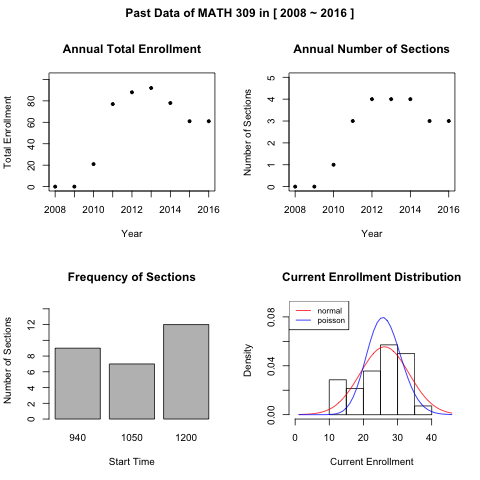 Past Data of MATH 309 in [ 2008 ~ 2016 ]
Annual Total Enrollment
Total Enrollment
0 20 40 60 80
2008 2010 2012 2014 2016
Year
Annual Number of Sections
Number of Sections
0 1 2 3 4 5
2008 2010 2012 2014 2016
Year
Frequency of Sections
Number of Sections
0 2 4 6 8 12
940 1050 1200
Start Time
Current Enrollment Distribution
Density
0.00 0.04 0.08
normal
poisson
0 10 20 30 40
Current Enrollment